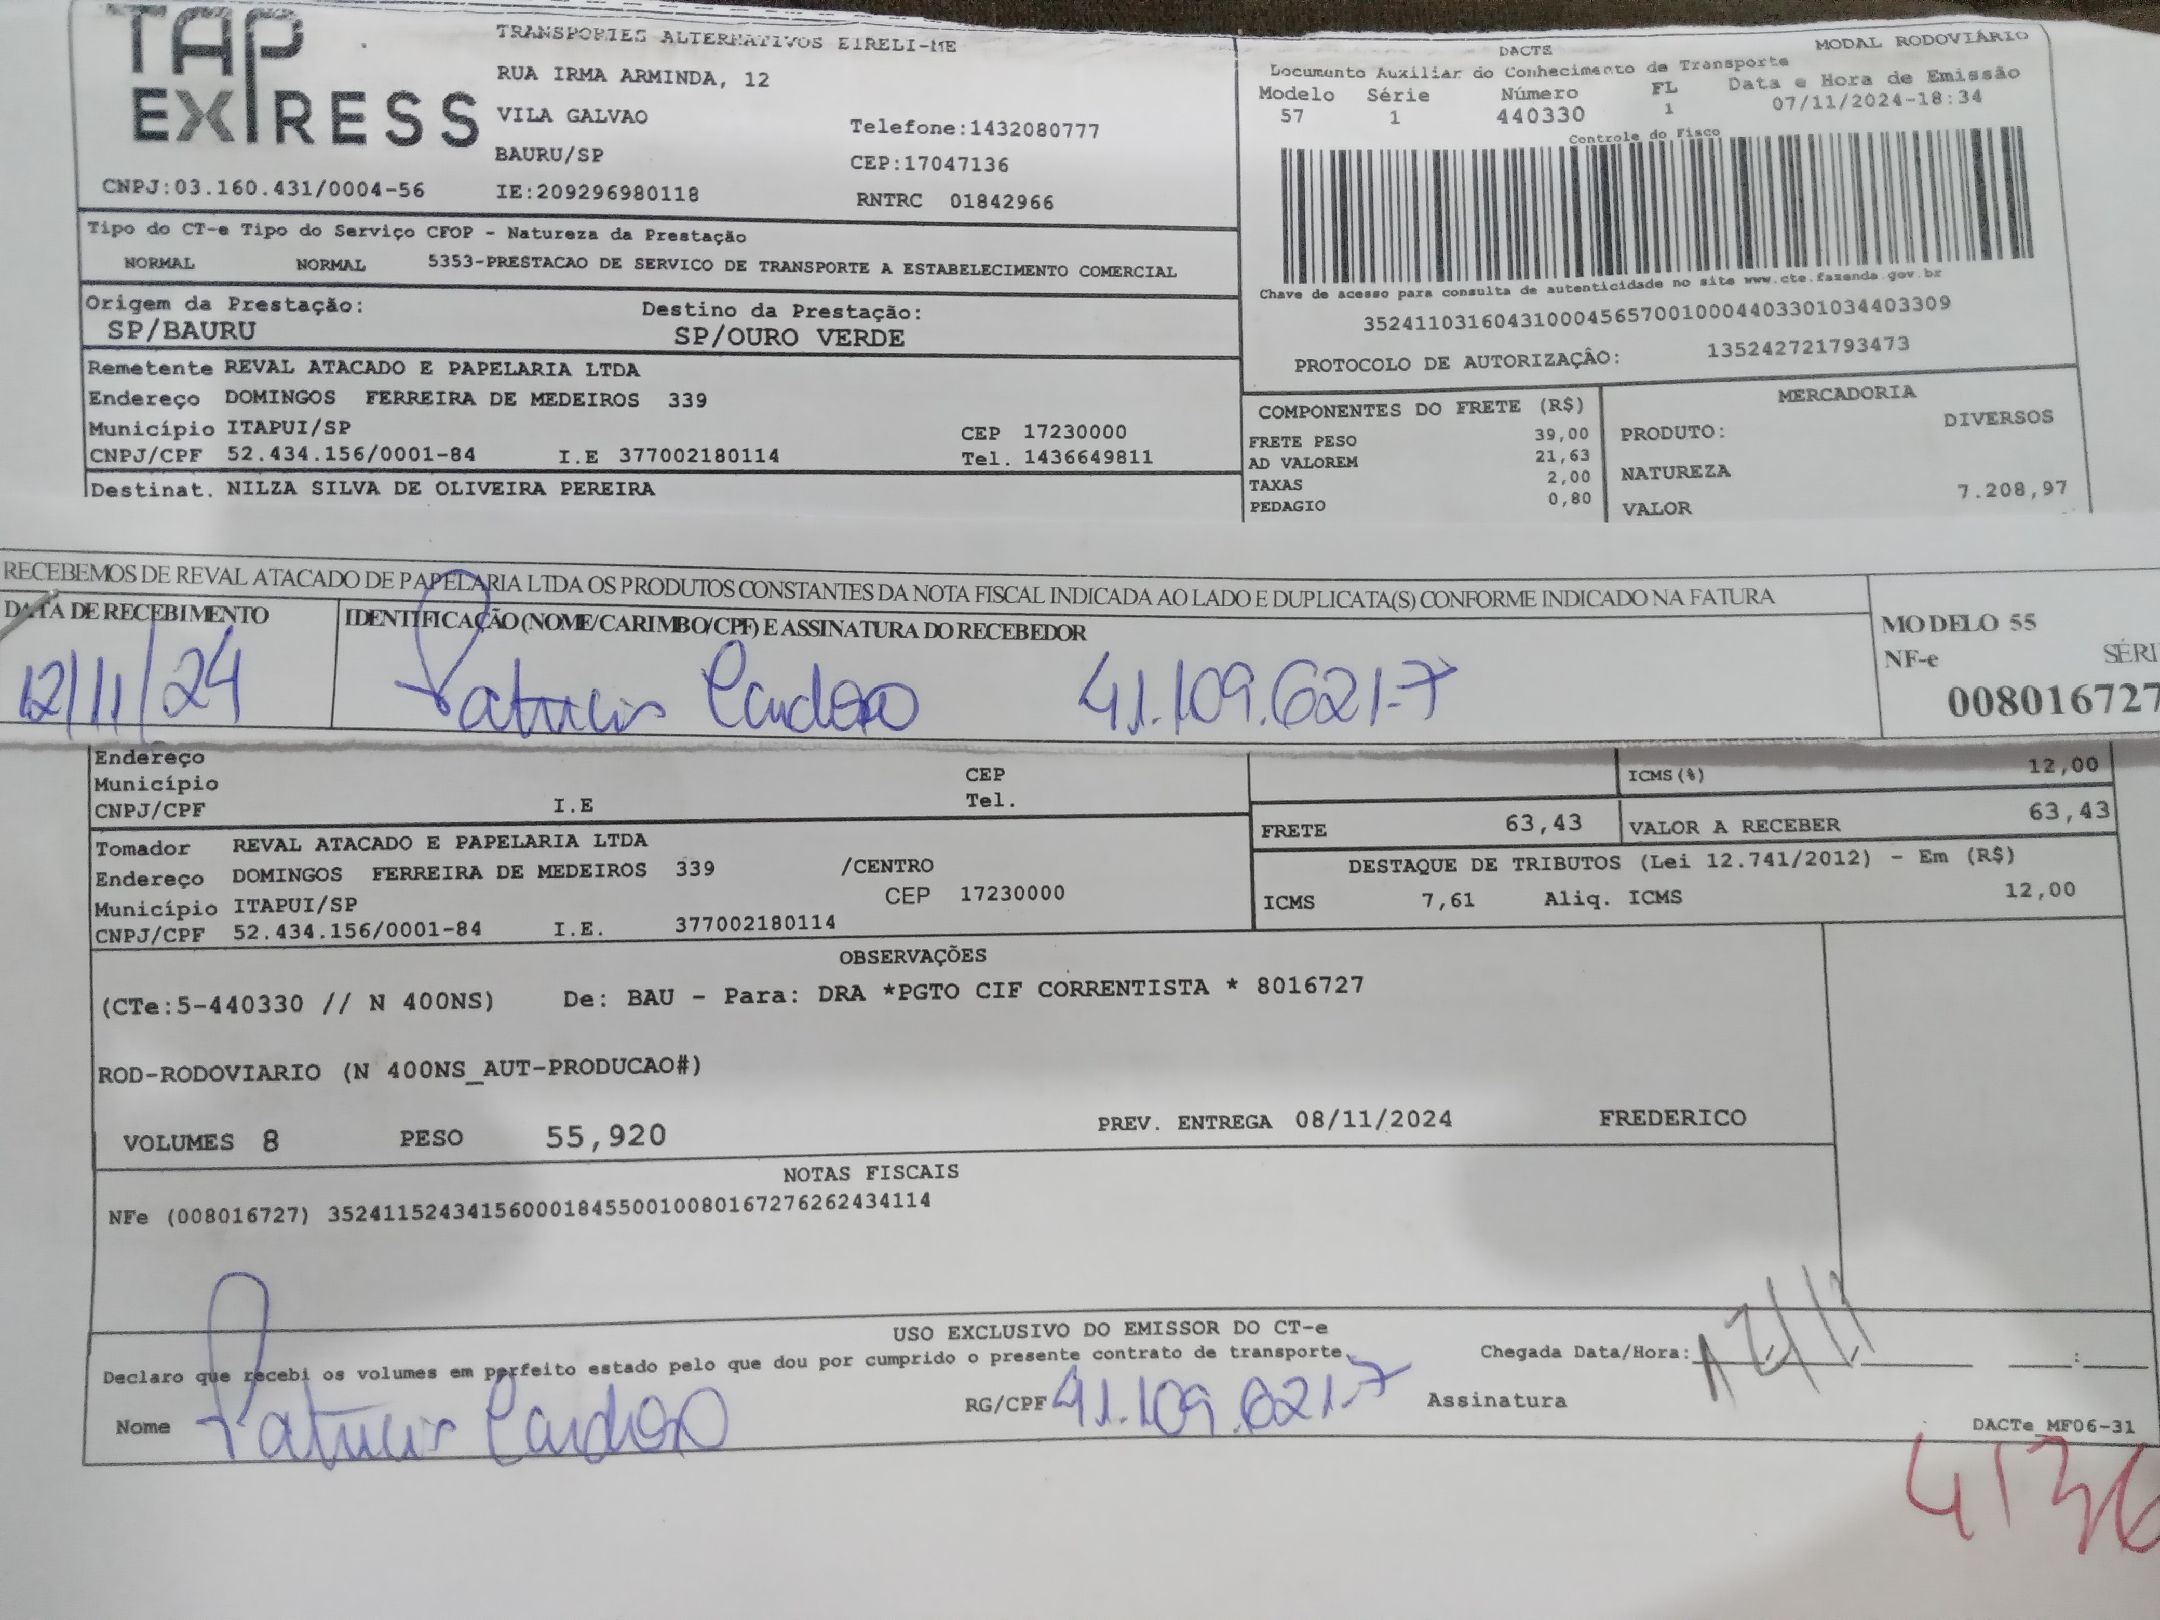 TAP EXPRESS
TRANSPORTES ALTERNATIVOS EIRELI-ME
RUA IRMA ARMINDA, 12
VILA GALVAO
Telefone:1432080777
BAURU/SP
CEP:17047136
CNPJ:03.160.431/0004-56
IE:209296980118
RNTRC 01842966
DACTE
MODAL RODOVIÁRIO
Documento Auxiliar do Conhecimento de Transporte
Modelo Série Número FL Data e Hora de Emissão
57 1 440330 1 07/11/2024-18:34
Controle do Fisco
Chave de acesso para consulta de autenticidade no site www.cte.fazenda.gov.br
35241103160431000456570010004403301034403309
PROTOCOLO DE AUTORIZAÇÂO: 135242721793473
Tipo do CT-e Tipo do Serviço CFOP - Natureza da Prestação
NORMAL NORMAL 5353-PRESTACAO DE SERVICO DE TRANSPORTE A ESTABELECIMENTO COMERCIAL
Origem da Prestação: Destino da Prestação:
SP/BAURU SP/OURO VERDE
Remetente REVAL ATACADO E PAPELARIA LTDA
Endereço DOMINGOS FERREIRA DE MEDEIROS 339
Município ITAPUI/SP CEP 17230000
CNPJ/CPF 52.434.156/0001-84 I.E 377002180114 Tel. 1436649811
Destinat. NILZA SILVA DE OLIVEIRA PEREIRA
COMPONENTES DO FRETE (R$)
FRETE PESO 39,00
AD VALOREM 21,63
TAXAS 2,00
PEDAGIO 0,80
MERCADORIA
PRODUTO: DIVERSOS
NATUREZA
VALOR 7.208,97
RECEBEMOS DE REVAL ATACADO DE PAPELARIA LTDA OS PRODUTOS CONSTANTES DA NOTA FISCAL INDICADA AO LADO E DUPLICATA(S) CONFORME INDICADO NA FATURA
DATA DE RECEBIMENTO
IDENTIFICAÇÃO (NOME/CARIMBO/CPF) E ASSINATURA DO RECEBEDOR
12/11/24 Patricia Cardoso 41.109.621-7
MODELO 55
NF-e SÉRI
008016727
Endereço
Município CEP
CNPJ/CPF I.E Tel.
ICMS(%) 12,00
FRETE 63,43 VALOR A RECEBER 63,43
Tomador REVAL ATACADO E PAPELARIA LTDA
Endereço DOMINGOS FERREIRA DE MEDEIROS 339 /CENTRO
Município ITAPUI/SP CEP 17230000
CNPJ/CPF 52.434.156/0001-84 I.E. 377002180114
DESTAQUE DE TRIBUTOS (Lei 12.741/2012) - Em (R$)
ICMS 7,61 Aliq. ICMS 12,00
OBSERVAÇÕES
(CTe:5-440330 // N 400NS) De: BAU - Para: DRA *PGTO CIF CORRENTISTA * 8016727
ROD-RODOVIARIO (N 400NS_AUT-PRODUCAO#)
VOLUMES 8 PESO 55,920 PREV. ENTREGA 08/11/2024 FREDERICO
NOTAS FISCAIS
NFe (008016727) 35241152434156000184550010080167276262434114
USO EXCLUSIVO DO EMISSOR DO CT-e
Declaro que recebi os volumes em perfeito estado pelo que dou por cumprido o presente contrato de transporte.
Chegada Data/Hora: 12/11
Nome Patricia Cardoso RG/CPF 41.109.621-7 Assinatura
DACTe_MF06-31
4136